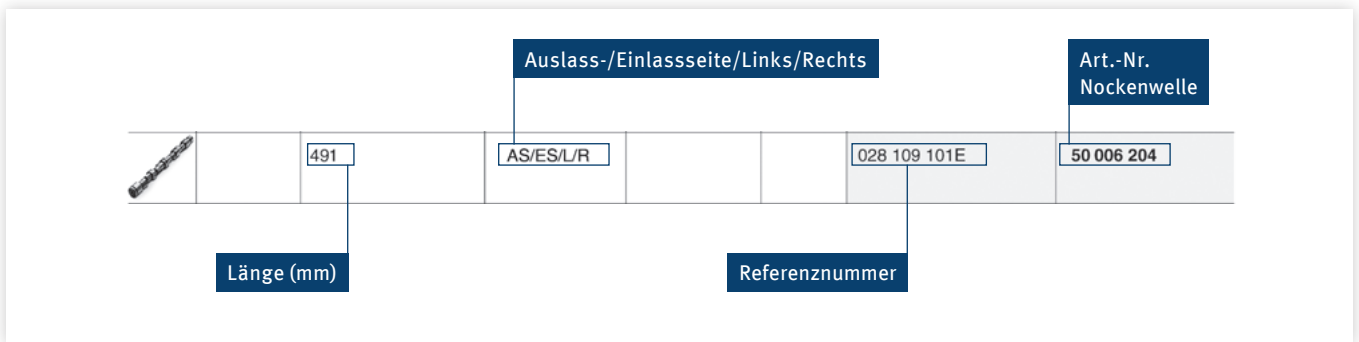 Auslass-/Einlassseite/Links/Rechts
Art.-Nr.
Nockenwelle
491
AS/ES/L/R
028 109 101E
50 006 204
Länge (mm)
Referenznummer